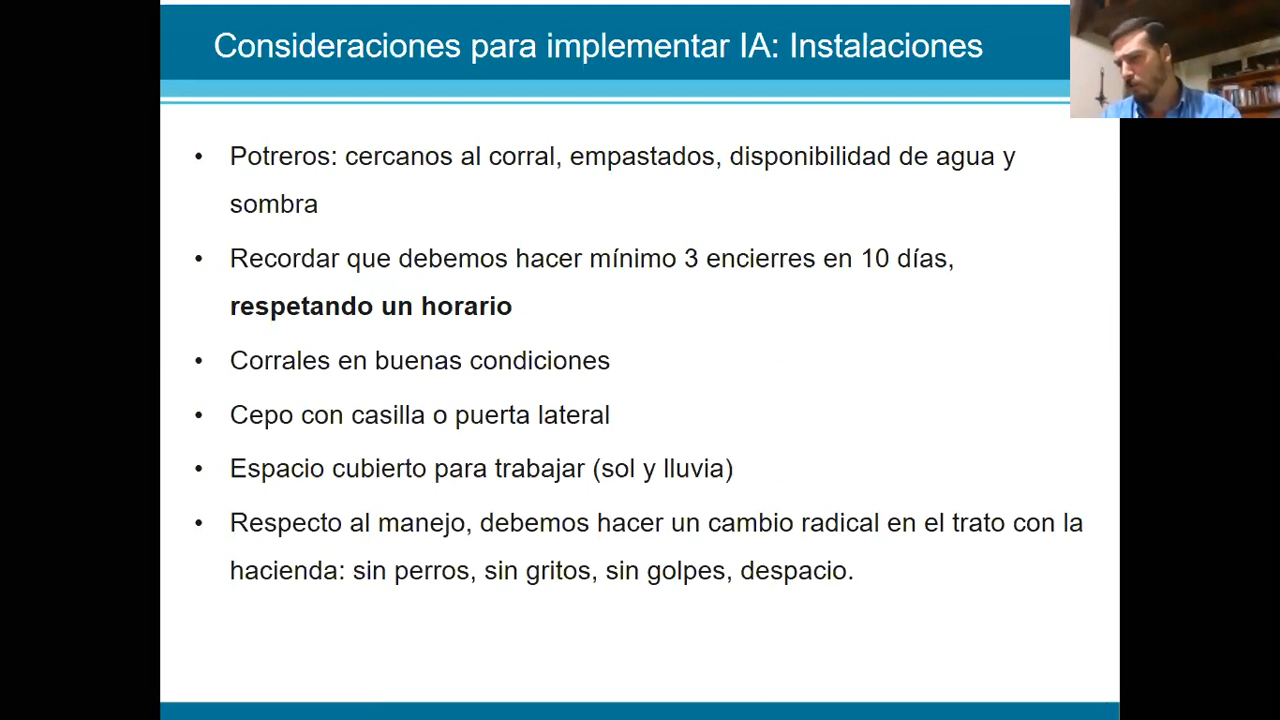 Consideraciones para implementar IA: Instalaciones
• Potreros: cercanos al corral, empastados, disponibilidad de agua y
sombra
• Recordar que debemos hacer mínimo 3 encierres en 10 días,
respetando un horario
• Corrales en buenas condiciones
• Cepo con casilla o puerta lateral
• Espacio cubierto para trabajar (sol y lluvia)
• Respecto al manejo, debemos hacer un cambio radical en el trato con la
hacienda: sin perros, sin gritos, sin golpes, despacio.